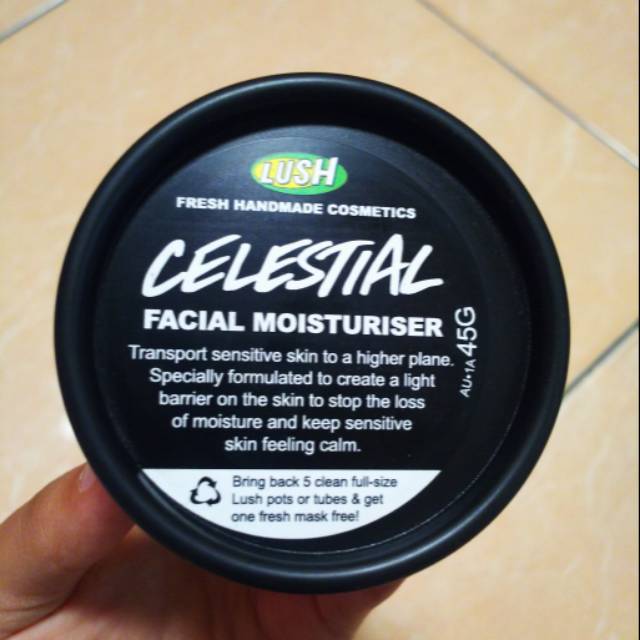 LUSH
FRESH HANDMADE COSMETICS
CELESTIAL
FACIAL MOISTURISER
Transport sensitive skin to a higher plane.
Specially formulated to create a light
barrier on the skin to stop the loss
of moisture and keep sensitive
skin feeling calm.
AU•1A 45G
Bring back 5 clean full-size
Lush pots or tubes & get
one fresh mask free!